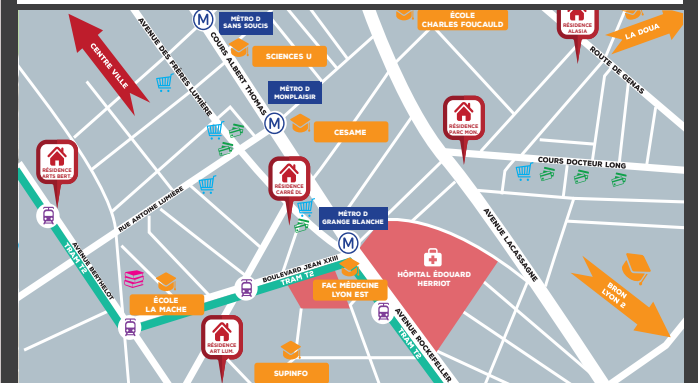 MÉTRO D
SANS SOUCIS
ÉCOLE
CHARLES FOUCAULD
RÉSIDENCE
ALASIA
LA DOUA
CENTRE VILLE
AVENUE DES FRÈRES LUMIÈRE
COURS ALBERT THOMAS
SCIENCES U
ROUTE DE GENAS
MÉTRO D
MONPLAISIR
M
M
CESAME
RÉSIDENCE
PARC MON.
COURS DOCTEUR LONG
RÉSIDENCE
ARTS BERT.
RÉSIDENCE
CARRÉ DL
RUE ANTOINE LUMIÈRE
MÉTRO D
GRANGE BLANCHE
M
AVENUE LACASSAGNE
AVENUE BERTHELOT
TRAM T2
BOULEVARD JEAN XXIII
TRAM T2
HÔPITAL ÉDOUARD
HERRIOT
BRON
LYON 2
FAC MÉDECINE
LYON EST
ÉCOLE
LA MACHE
RÉSIDENCE
ART LUM.
AVENUE ROCKEFELLER
TRAM T2
SUPINFO